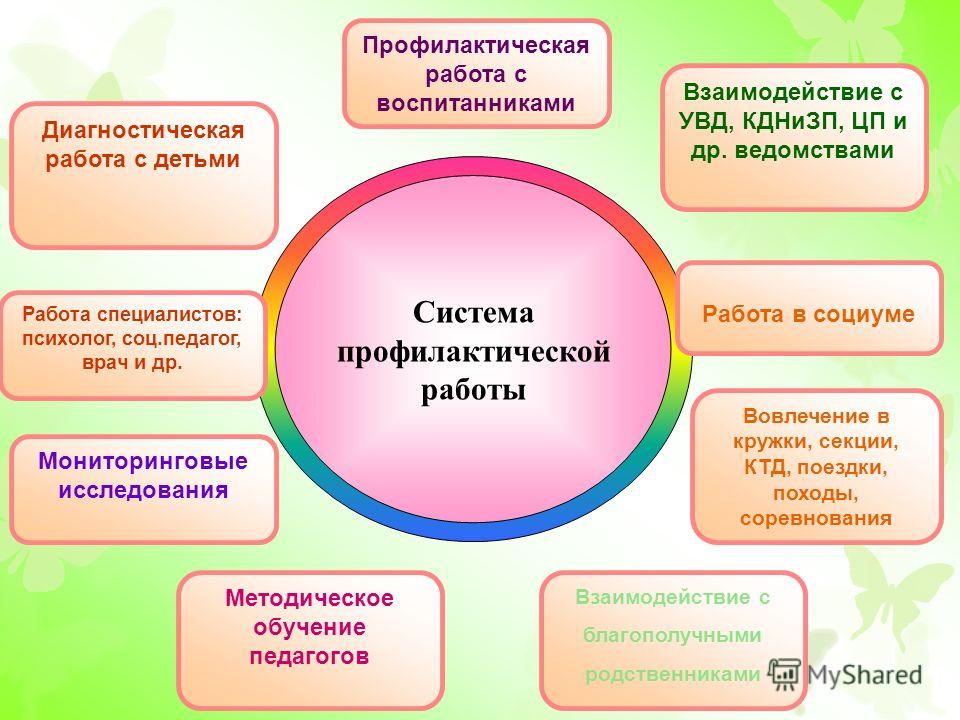 Профилактическая
работа с
воспитанниками
Взаимодействие с
УВД, КДНиЗП, ЦП и
др. ведомствами
Диагностическая
работа с детьми
Система
профилактической
работы
Работа специалистов:
психолог, соц.педагог,
врач и др.
Работа в социуме
Вовлечение в
кружки, секции,
КТД, поездки,
походы,
соревнования
Мониторинговые
исследования
Методическое
обучение
педагогов
Взаимодействие с
благополучными
родственниками
MyShared